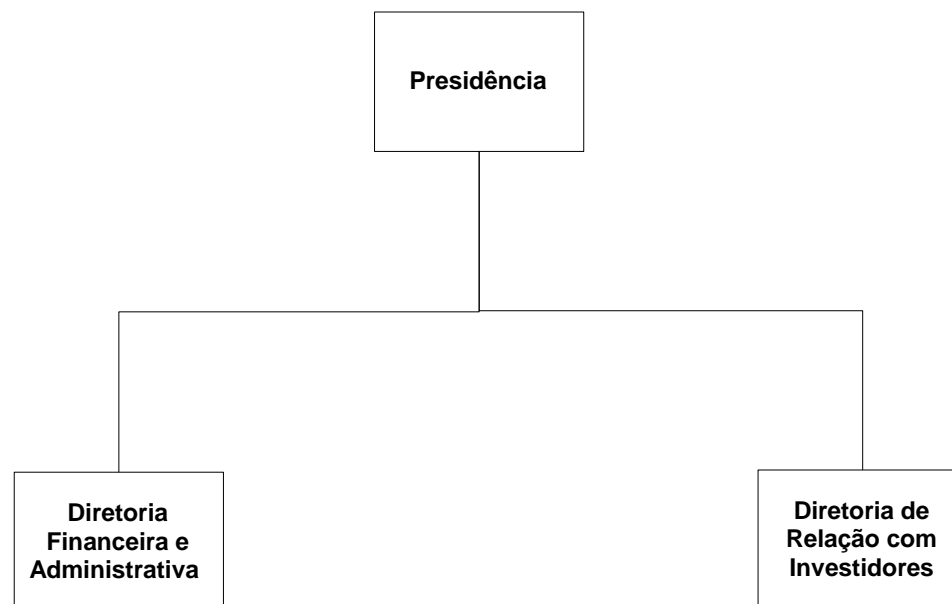 Presidência
Diretoria
Financeira e
Administrativa
Diretoria de
Relação com
Investidores